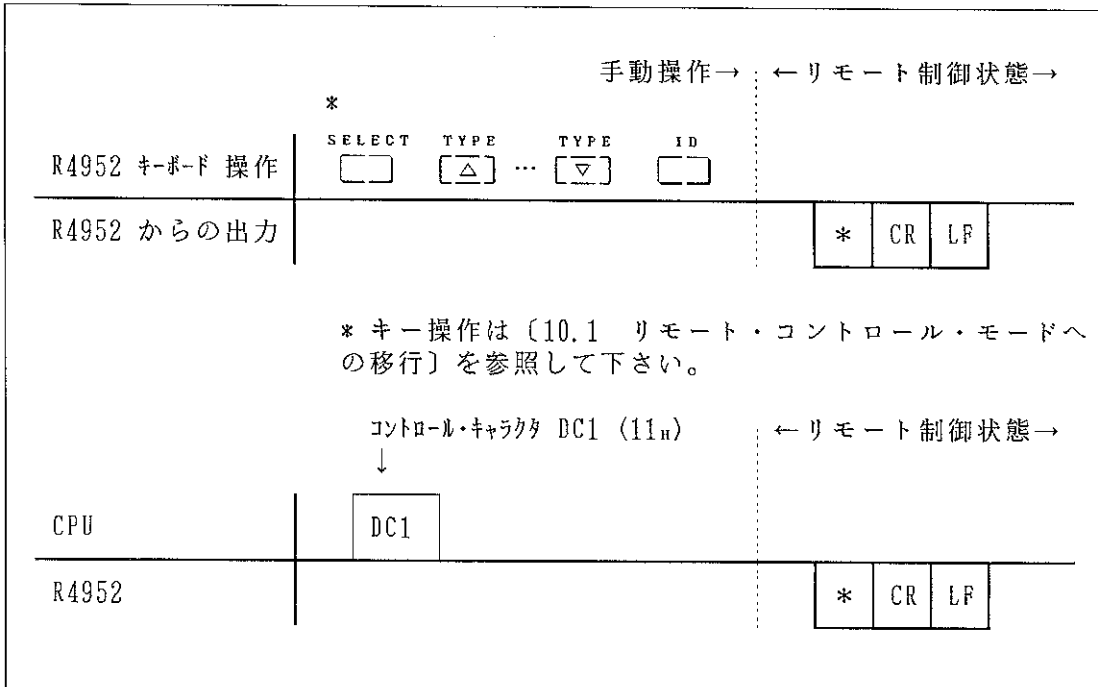 手動操作→ ←リモート制御状態→
*
SELECT TYPE TYPE ID
R4952 キーボード 操作 △ … ▽
R4952 からの出力 * CR LF
* キー操作は〔10.1 リモート・コントロール・モードへ
の移行〕を参照して下さい。
コントロール・キャラクタ DC1 (11H) ←リモート制御状態→
↓
CPU DC1
R4952 * CR LF